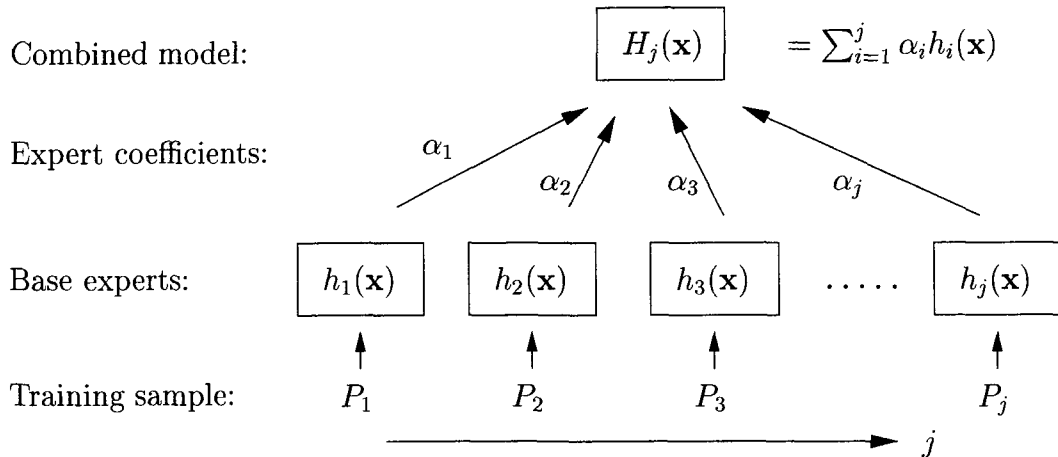 Combined model: H_j(x) = ∑_{i=1}^{j} α_i h_i(x)
Expert coefficients: α_1 α_2 α_3 α_j
Base experts: h_1(x) h_2(x) h_3(x) ..... h_j(x)
Training sample: P_1 P_2 P_3 P_j
j